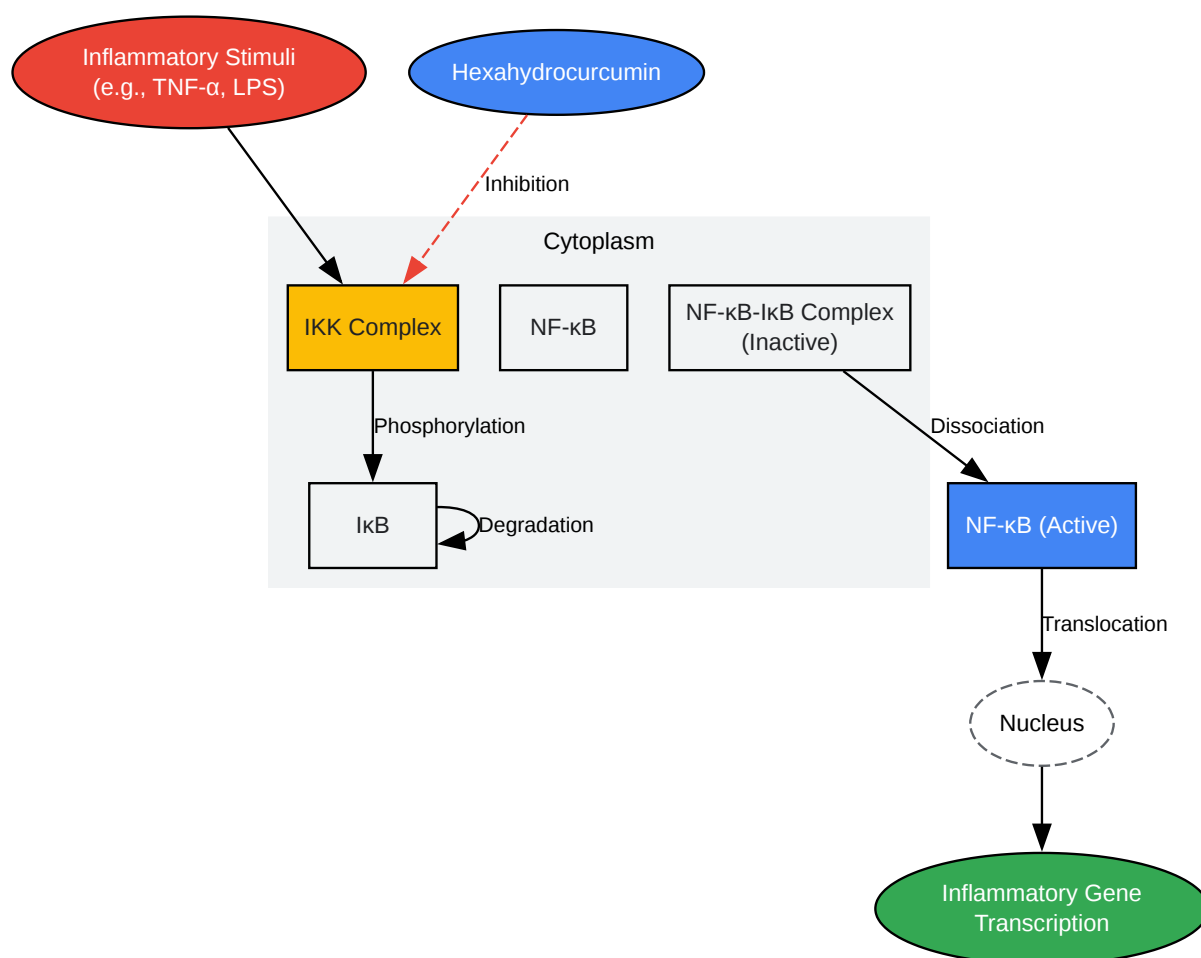 Inflammatory Stimuli
(e.g., TNF-α, LPS)
Hexahydrocurcumin
Inhibition
Cytoplasm
IKK Complex
NF-κB
NF-κB-IκB Complex
(Inactive)
Phosphorylation
Dissociation
IκB
Degradation
NF-κB (Active)
Translocation
Nucleus
Inflammatory Gene
Transcription